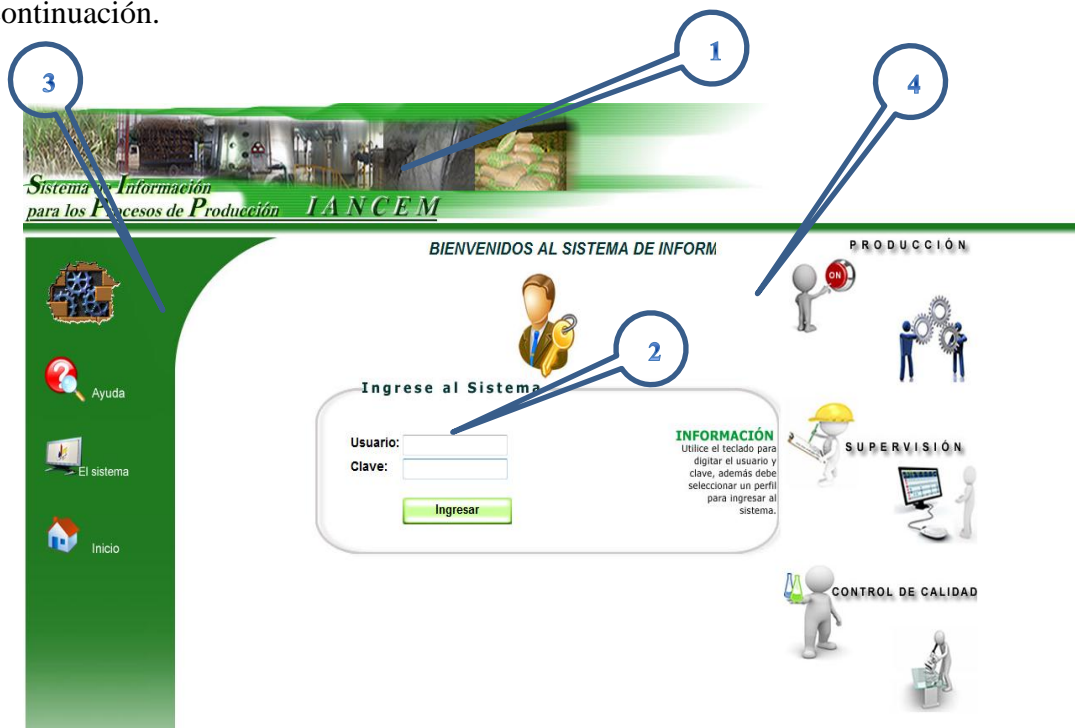 ontinuación.
1
3
4
Sistema de Información
para los Procesos de Producción IANCEM
BIENVENIDOS AL SISTEMA DE INFORM
PRODUCCIÓN
ON
2
Ingrese al Sistema
Ayuda
Usuario:
Clave:
Ingresar
INFORMACIÓN
Utilice el teclado para
digitar el usuario y
clave, además debe
seleccionar un perfil
para ingresar al
sistema.
SUPERVISIÓN
El sistema
Inicio
CONTROL DE CALIDAD